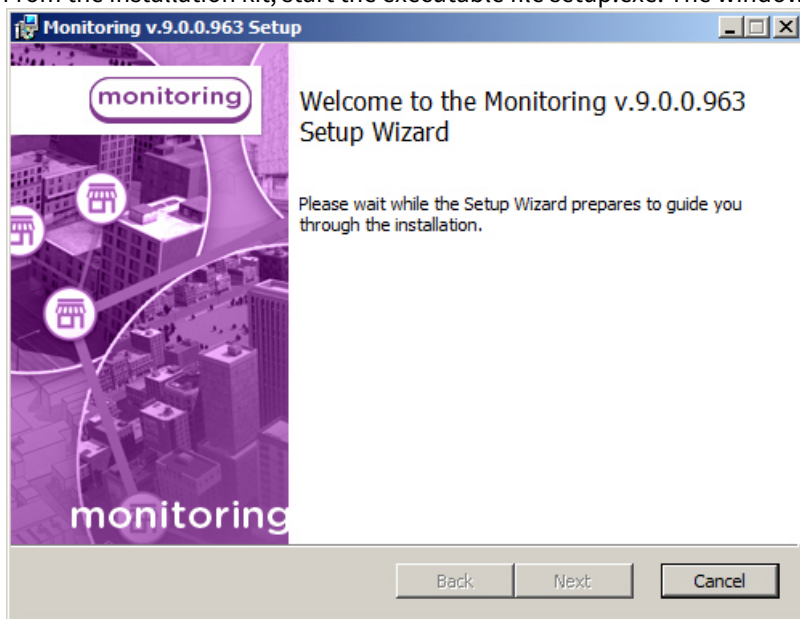 From the installation kit, start the executable file setup.exe. The window
Monitoring v.9.0.0.963 Setup
monitoring
Welcome to the Monitoring v.9.0.0.963
Setup Wizard
Please wait while the Setup Wizard prepares to guide you
through the installation.
monitoring
Back Next Cancel